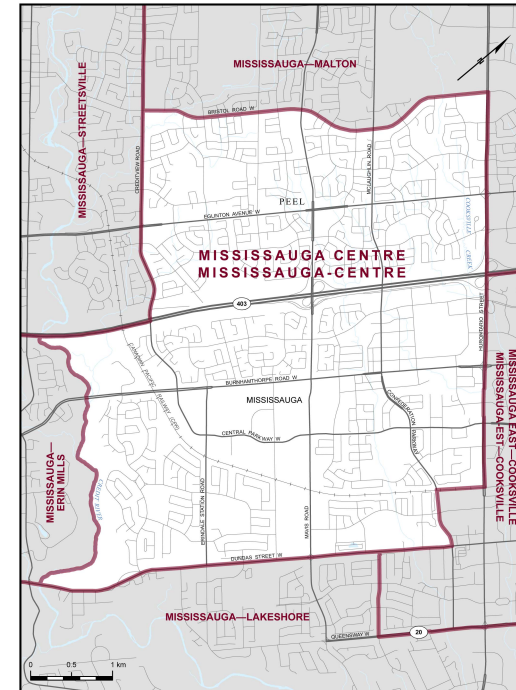 MISSISSAUGA—MALTON
N
MISSISSAUGA—STREETSVILLE
BRISTOL ROAD W
CREDITVIEW ROAD
MCLAUGHLIN ROAD
PEEL
EGLINTON AVENUE W
COOKSVILLE CREEK
MISSISSAUGA CENTRE
MISSISSAUGA-CENTRE
403
HURONTARIO STREET
CANADIAN PACIFIC RAILWAY (CPR)
BURNHAMTHORPE ROAD W
MISSISSAUGA
CONFEDERATION PARKWAY
MISSISSAUGA EAST—COOKSVILLE
MISSISSAUGA-EST—COOKSVILLE
CENTRAL PARKWAY W
MISSISSAUGA—
ERIN MILLS
CREDIT RIVER
ERINDALE STATION ROAD
MAVIS ROAD
DUNDAS STREET W
MISSISSAUGA—LAKESHORE
QUEENSWAY W
20
0 0.5 1 km